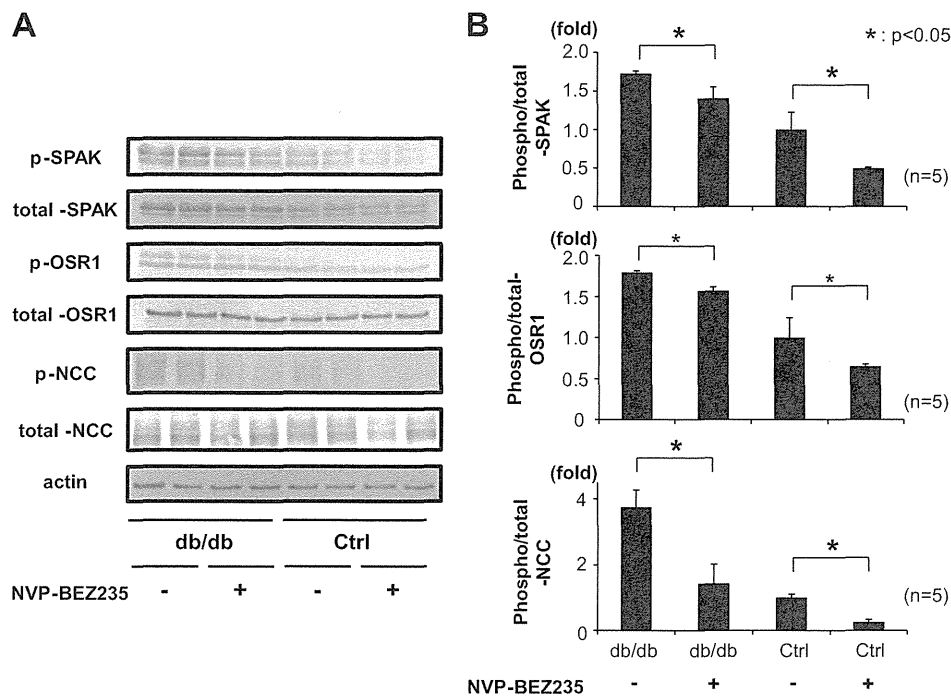 A
p-SPAK
total -SPAK
p-OSR1
total -OSR1
p-NCC
total -NCC
actin
db/db Ctrl
NVP-BEZ235 - + - +
B
* : p<0.05
(fold)
Phospho/total
-SPAK
2.0
1.5
1.0
0.5
0
* *
(n=5)
(fold)
Phospho/total-
OSR1
2.0
1.5
1.0
0.5
0
* *
(n=5)
(fold)
Phospho/total
-NCC
4
2
0
* *
(n=5)
db/db db/db Ctrl Ctrl
NVP-BEZ235 - + - +